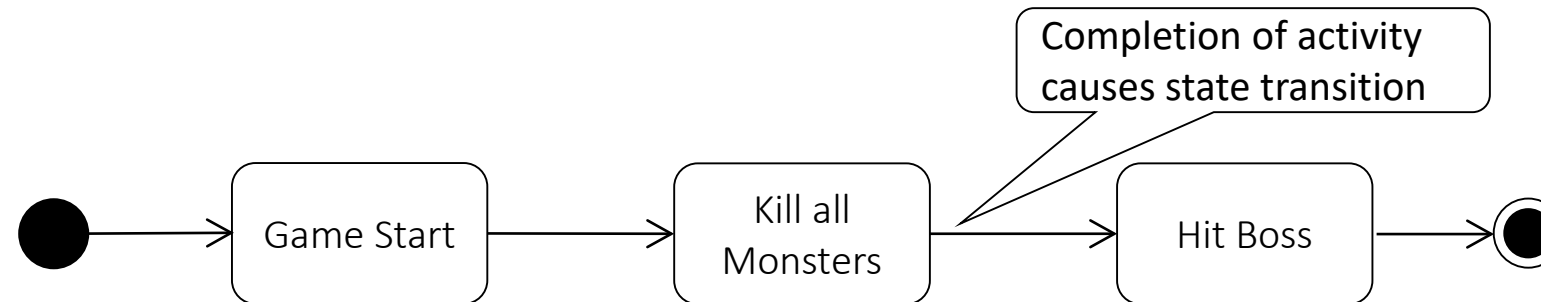 Completion of activity
causes state transition
Game Start
Kill all
Monsters
Hit Boss